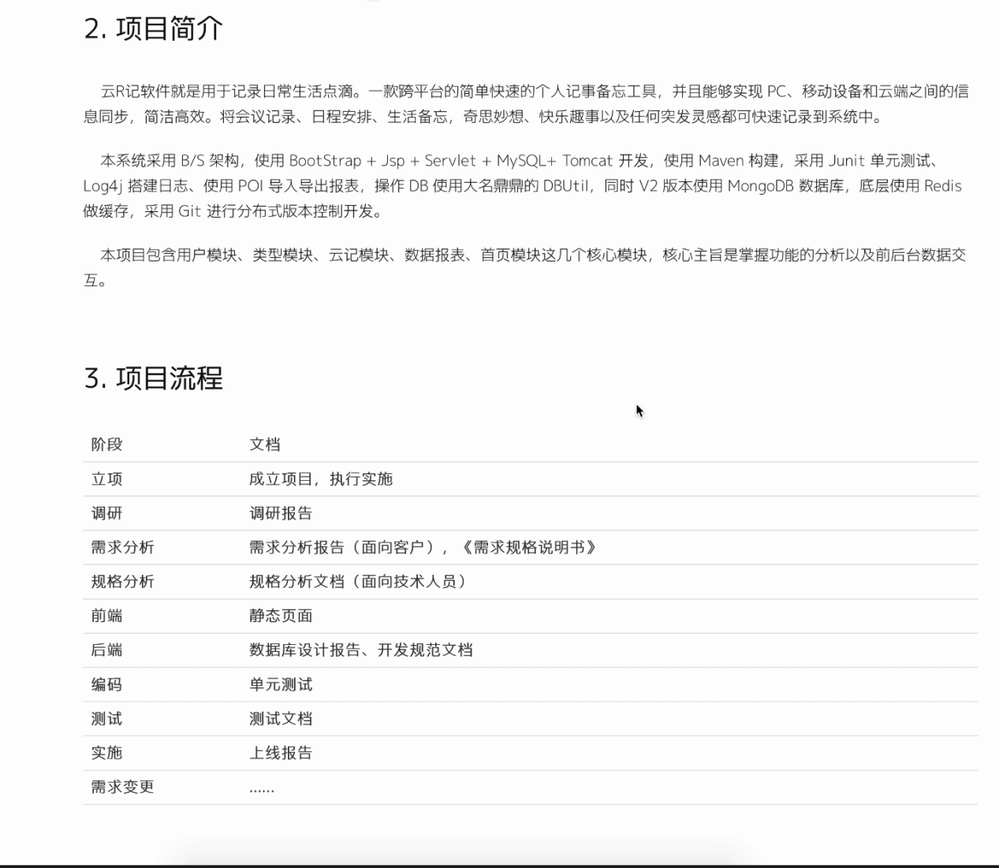 2. 项目简介
云R记软件就是用于记录日常生活点滴。一款跨平台的简单快速的个人记事备忘工具，并且能够实现 PC、移动设备和云端之间的信
息同步，简洁高效。将会议记录、日程安排、生活备忘，奇思妙想、快乐趣事以及任何突发灵感都可快速记录到系统中。
本系统采用 B/S 架构，使用 BootStrap + Jsp + Servlet + MySQL+ Tomcat 开发，使用 Maven 构建，采用 Junit 单元测试、
Log4j 搭建日志、使用 POI 导入导出报表，操作 DB 使用大名鼎鼎的 DBUtil，同时 V2 版本使用 MongoDB 数据库，底层使用 Redis
做缓存，采用 Git 进行分布式版本控制开发。
本项目包含用户模块、类型模块、云记模块、数据报表、首页模块这几个核心模块，核心主旨是掌握功能的分析以及前后台数据交
互。
3. 项目流程
阶段 文档
立项 成立项目，执行实施
调研 调研报告
需求分析 需求分析报告（面向客户），《需求规格说明书》
规格分析 规格分析文档（面向技术人员）
前端 静态页面
后端 数据库设计报告、开发规范文档
编码 单元测试
测试 测试文档
实施 上线报告
需求变更 ......